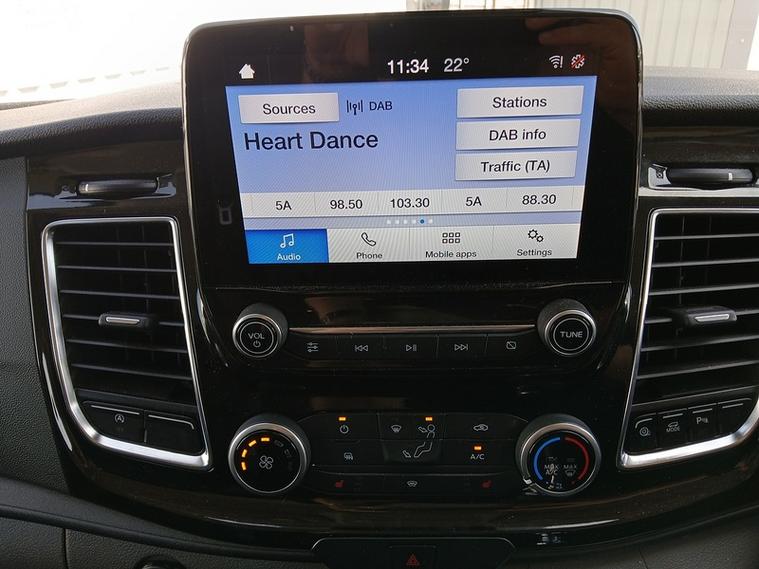 11:34 22°
Sources DAB Stations
Heart Dance DAB info
Traffic (TA)
5A 98.50 103.30 5A 88.30
Audio Phone Mobile apps Settings
VOL TUNE
A/C MAX A/C MAX
MODE